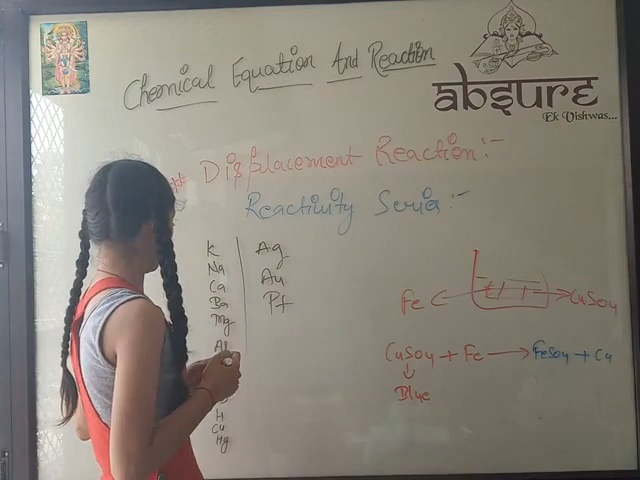 Chemical Equation And Reaction
absure
Ek Vishwas...
# Displacement Reaction:-
Reactivity Series:-
K
Na
Ca
Ba
Mg
Al
H
Cu
Hg
Ag
Au
Pt
Fe
CuSO4
CuSO4 + Fe → FeSO4 + Cu
Blue